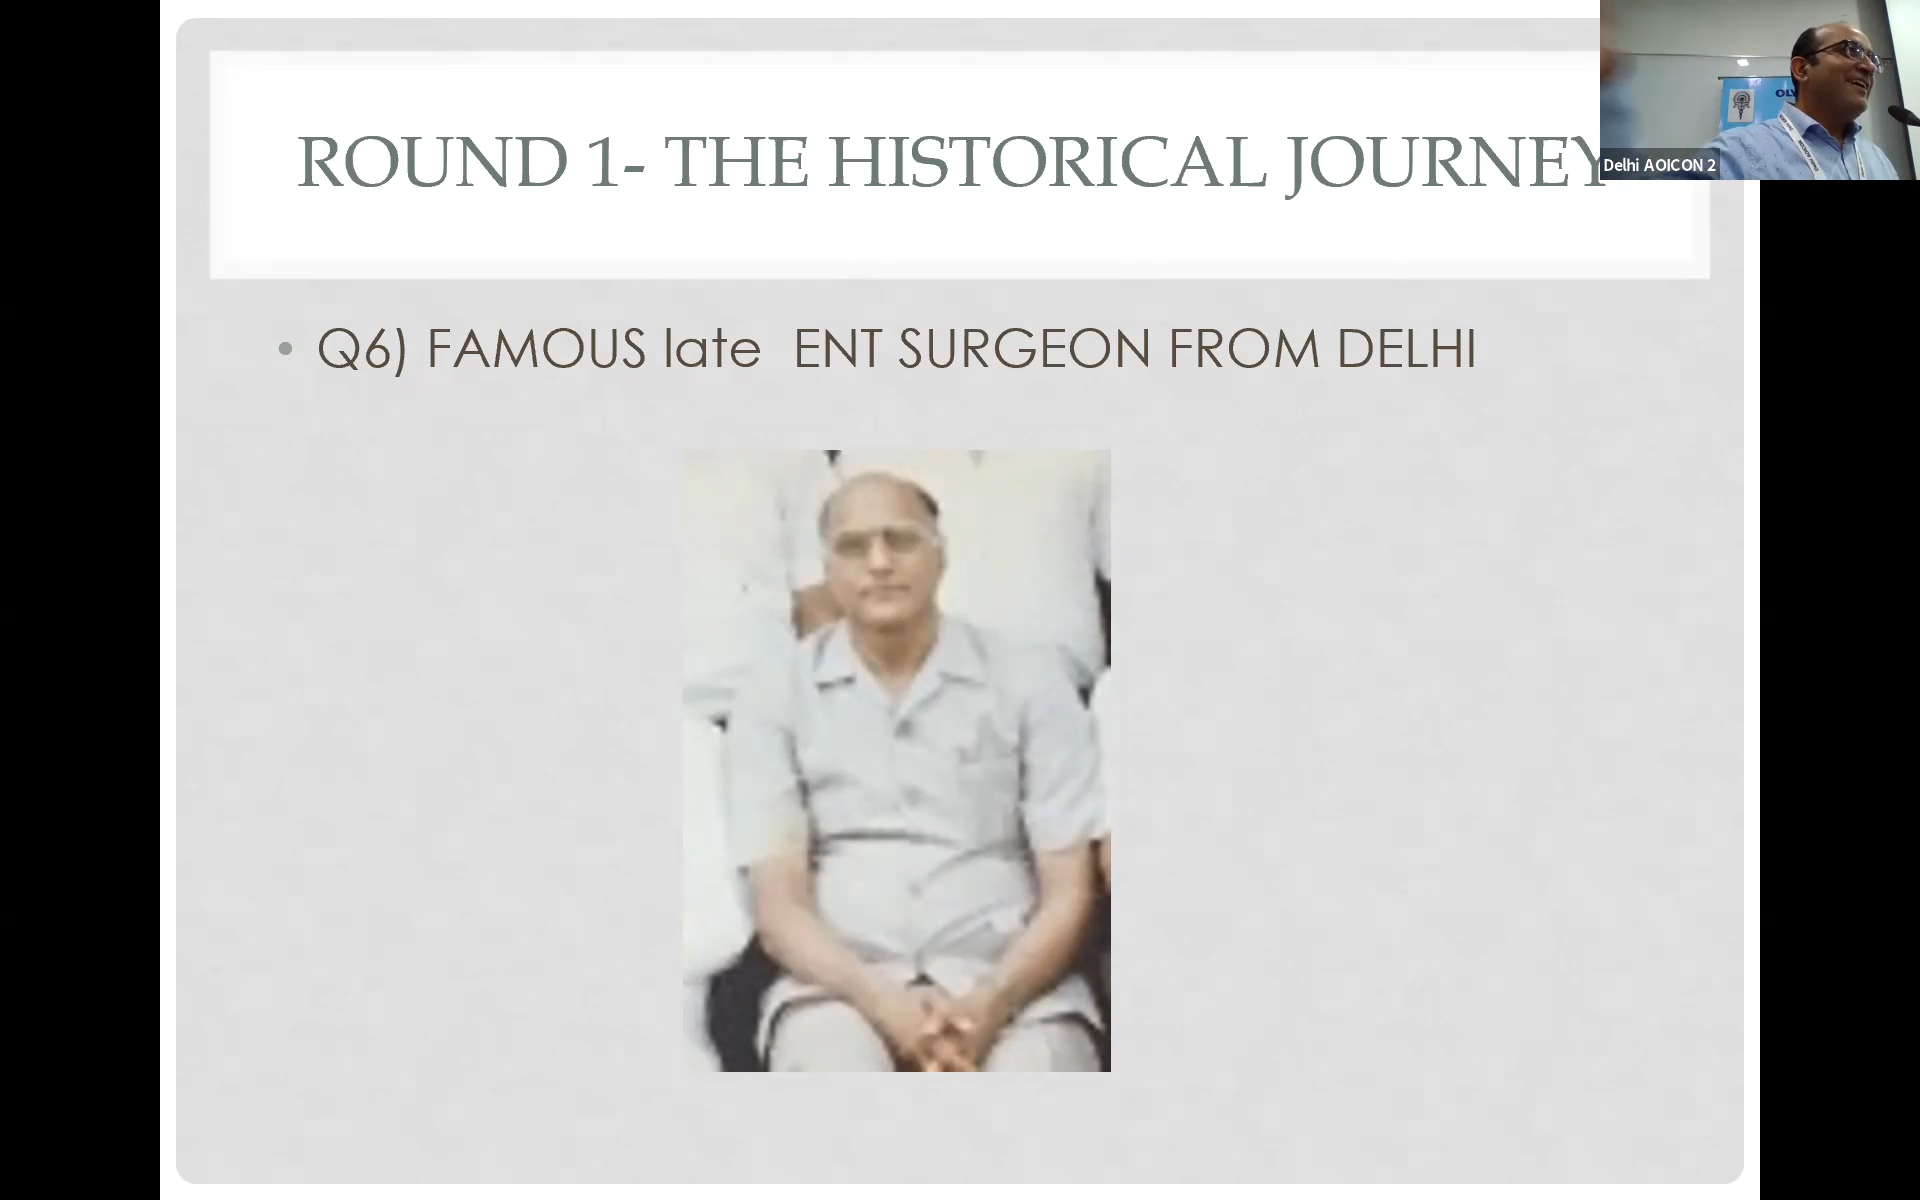 ROUND 1- THE HISTORICAL JOURNEY
• Q6) FAMOUS late ENT SURGEON FROM DELHI
Delhi AOICON 2